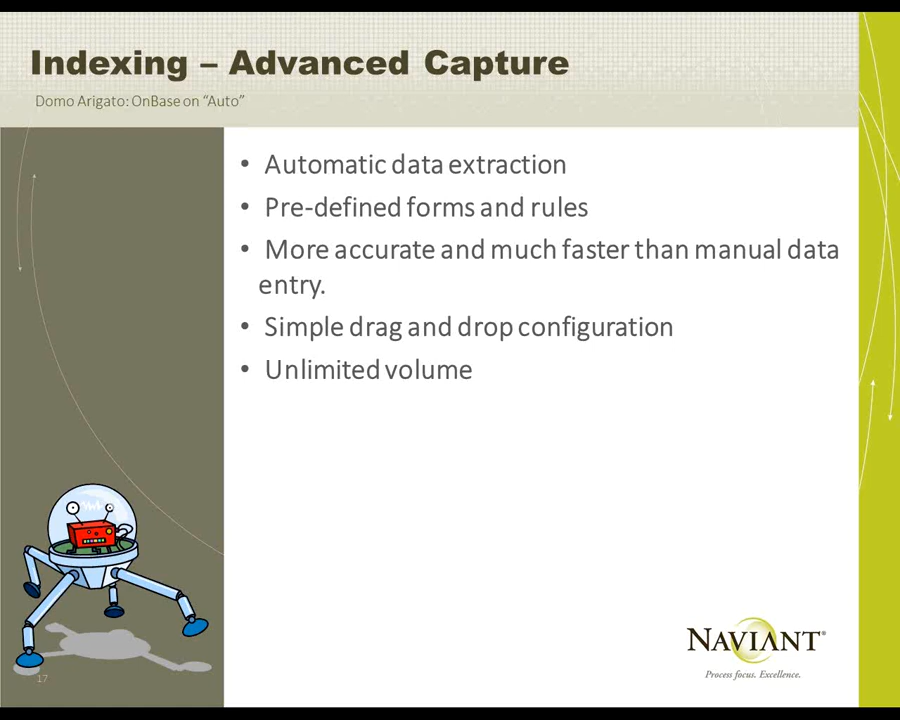 Indexing – Advanced Capture
Domo Arigato: OnBase on “Auto”
• Automatic data extraction
• Pre-defined forms and rules
• More accurate and much faster than manual data
entry.
• Simple drag and drop configuration
• Unlimited volume
NAVIANT®
Process focus. Excellence.
17